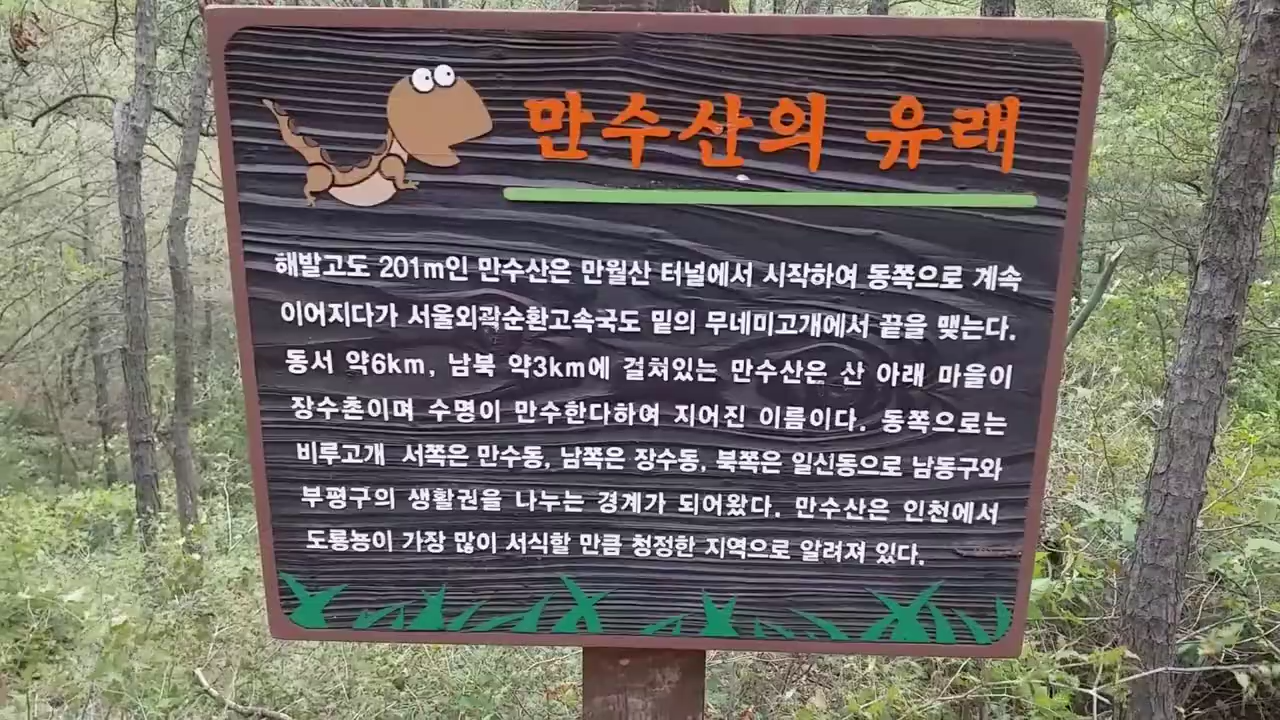 만수산의 유래
해발고도 201m인 만수산은 만월산 터널에서 시작하여 동쪽으로 계속
이어지다가 서울외곽순환고속국도 밑의 무네미고개에서 끝을 맺는다.
동서 약6km, 남북 약3km에 걸쳐있는 만수산은 산 아래 마을이
장수촌이며 수명이 만수한다하여 지어진 이름이다. 동쪽으로는
비루고개 서쪽은 만수동, 남쪽은 장수동, 북쪽은 일신동으로 남동구와
부평구의 생활권을 나누는 경계가 되어왔다. 만수산은 인천에서
도룡뇽이 가장 많이 서식할 만큼 청정한 지역으로 알려져 있다.